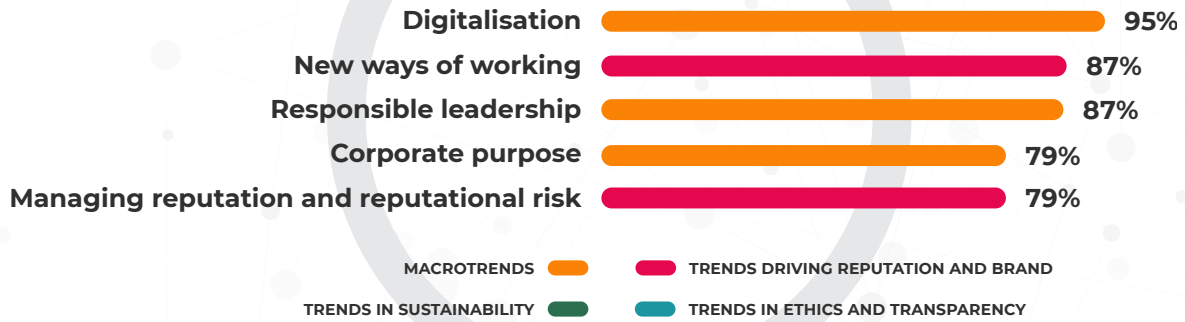 Digitalisation 95%
New ways of working 87%
Responsible leadership 87%
Corporate purpose 79%
Managing reputation and reputational risk 79%
MACROTRENDS TRENDS DRIVING REPUTATION AND BRAND
TRENDS IN SUSTAINABILITY TRENDS IN ETHICS AND TRANSPARENCY